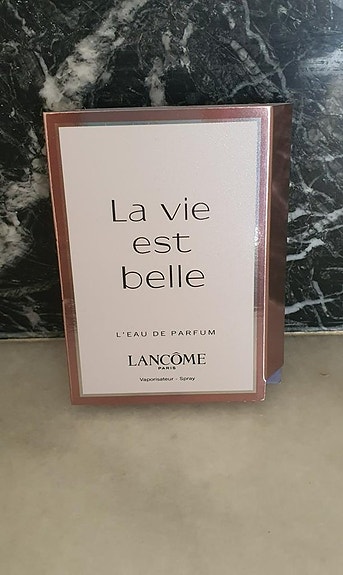 La vie
est
belle
L'EAU DE PARFUM
LANCÔME
PARIS
Vaporisateur - Spray